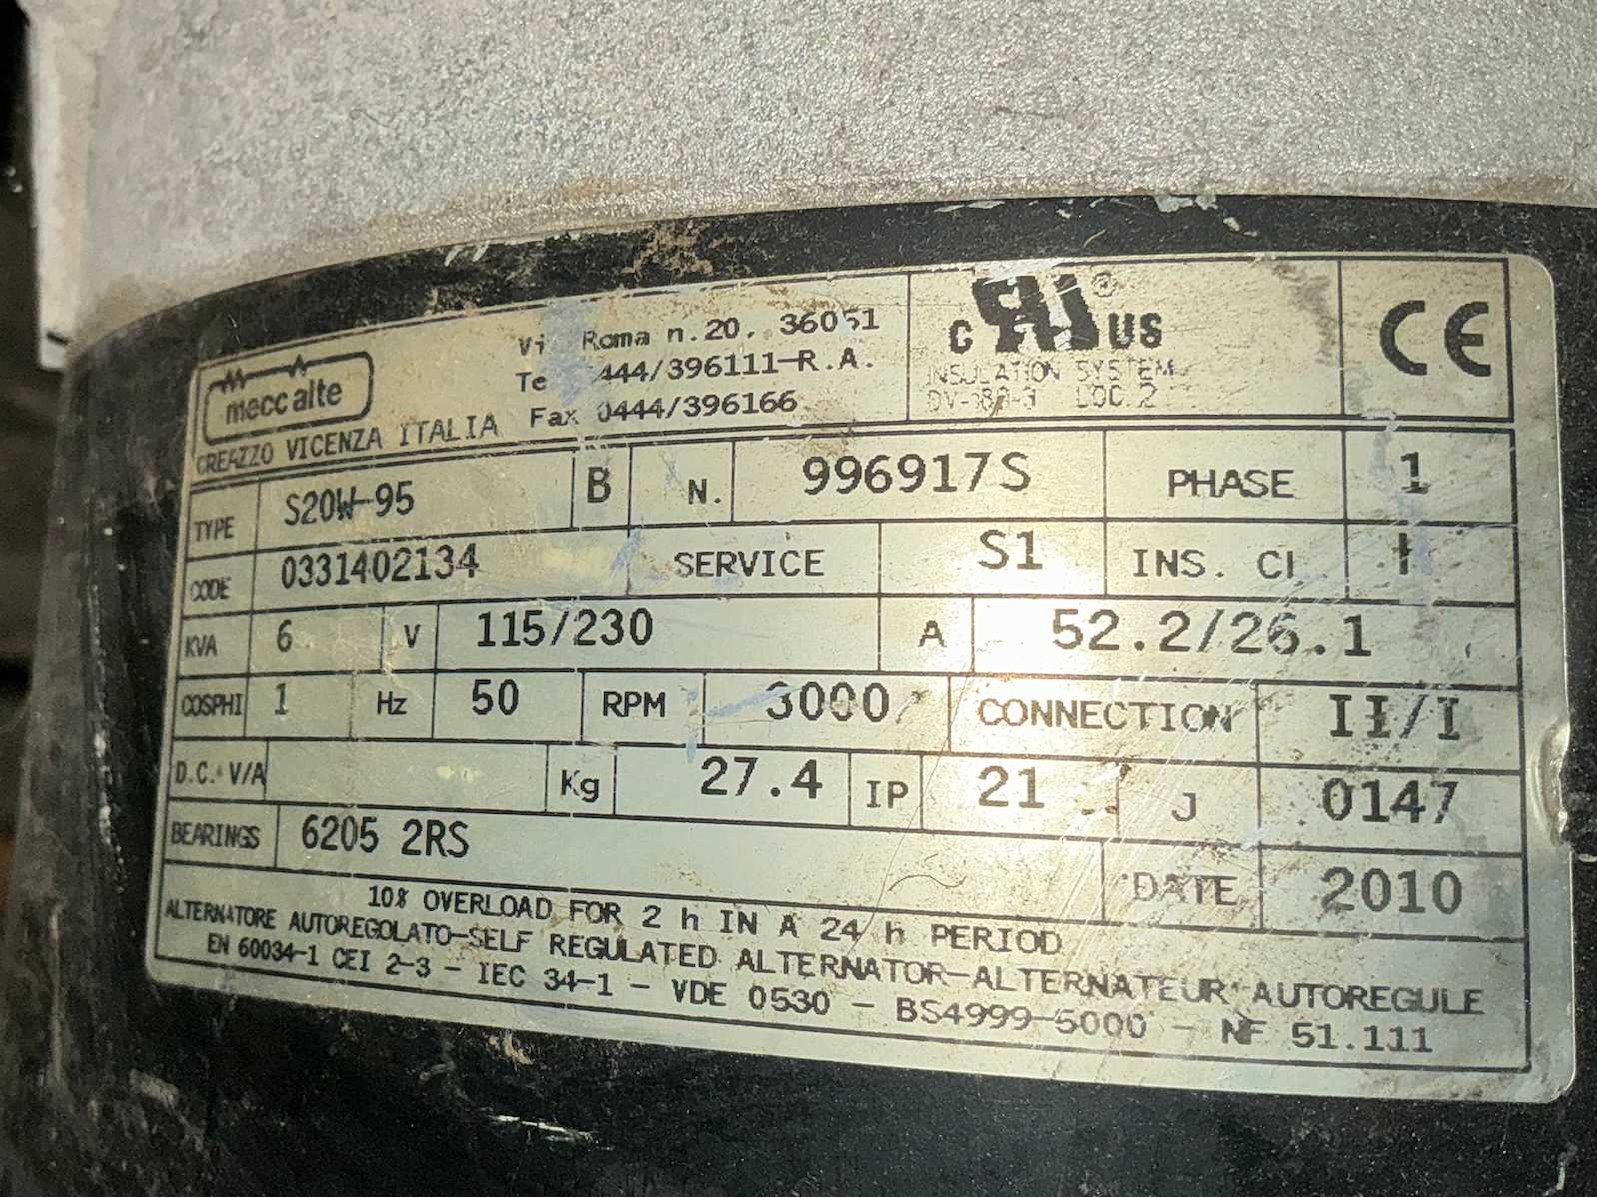 meccalte
CREAZZO VICENZA ITALIA
Roma n.20, 36051
444/396111-R.A.
Fax 0444/396166
C US ®
INSULATION SYSTEM
LOC 2
CE
TYPE S20W-95 B N. 996917S PHASE 1
CODE 0331402134 SERVICE S1 INS. Cl
KVA 6 V 115/230 A 52.2/26.1
COSPHI 1 Hz 50 RPM 3000 CONNECTION II/I
D.C. V/A Kg 27.4 IP 21 J 0147
BEARINGS 6205 2RS DATE 2010
10% OVERLOAD FOR 2 h IN A 24 h PERIOD
ALTERNATORE AUTOREGOLATO-SELF REGULATED ALTERNATOR-ALTERNATEUR AUTOREGULE
EN 60034-1 CEI 2-3 - IEC 34-1 - VDE 0530 - BS4999-5000 - NF 51.111